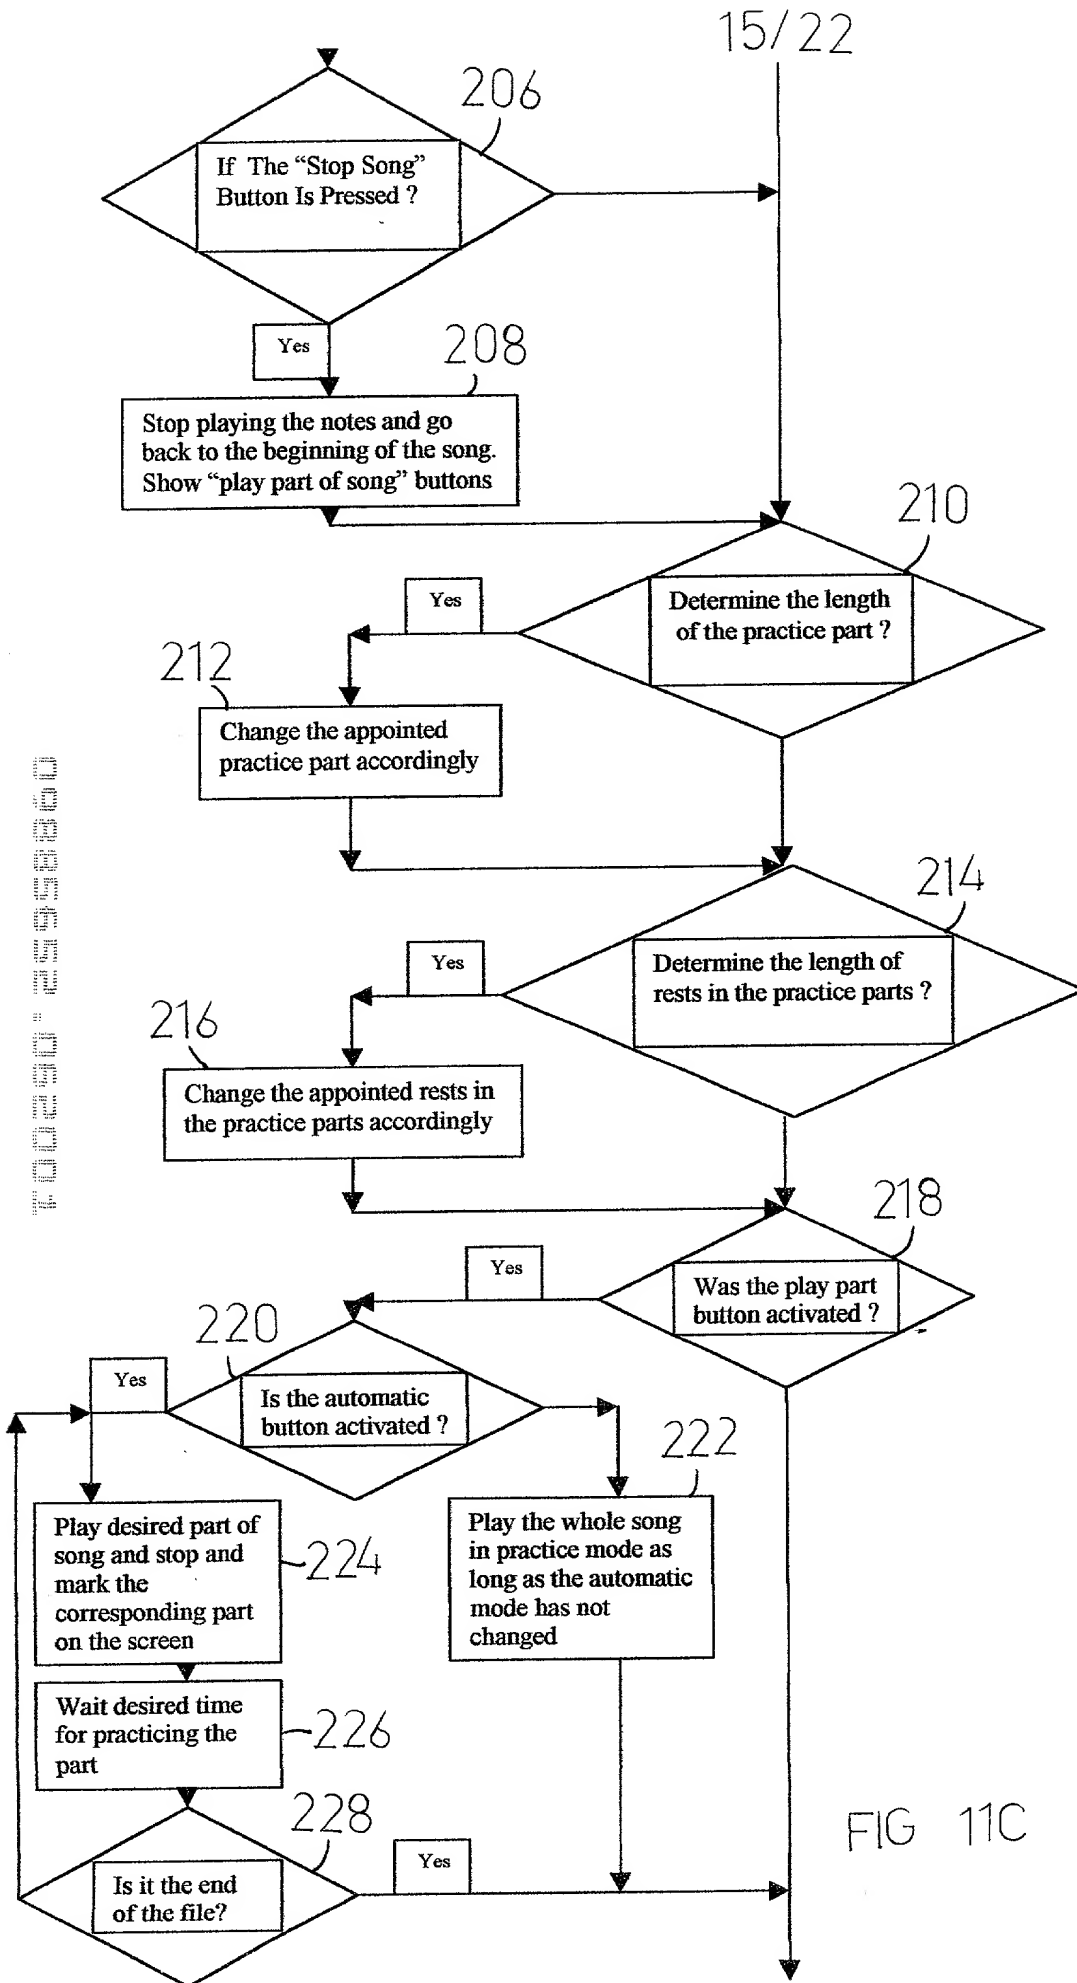 15/22
206
If The “Stop Song”
Button Is Pressed ?
Yes
208
Stop playing the notes and go
back to the beginning of the song.
Show “play part of song” buttons
210
Determine the length
of the practice part ?
Yes
212
Change the appointed
practice part accordingly
214
Determine the length of
rests in the practice parts ?
Yes
216
Change the appointed rests in
the practice parts accordingly
218
Was the play part
button activated ?
Yes
220
Is the automatic
button activated ?
Yes
222
Play the whole song
in practice mode as
long as the automatic
mode has not
changed
Play desired part of
song and stop and
mark the
corresponding part
on the screen
224
Wait desired time
for practicing the
part
226
228
Is it the end
of the file?
Yes
FIG 11C